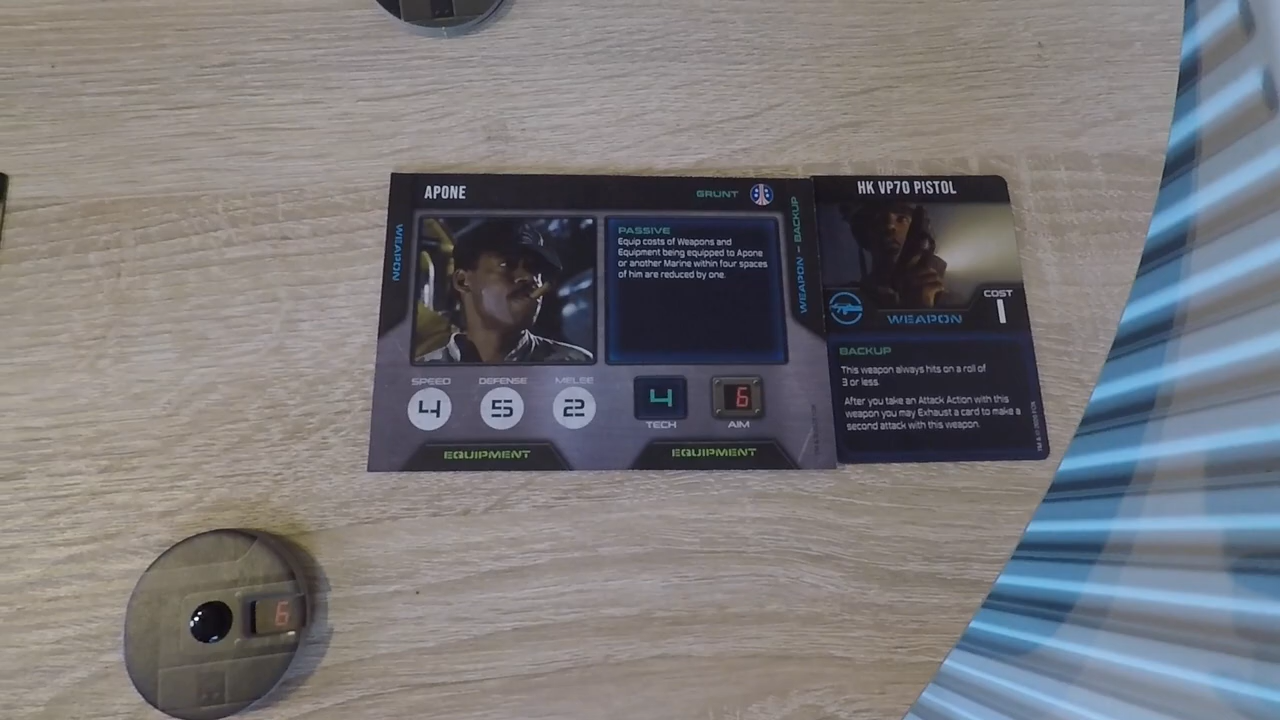 APONE
GRUNT
WEAPON
WEAPON - BACKUP
PASSIVE
Equip costs of Weapons and
Equipment being equipped to Apone
or another Marine within four spaces
of him are reduced by one.
SPEED
DEFENSE
MELEE
4
5
2
4
6
TECH
AIM
EQUIPMENT
EQUIPMENT
HK VP70 PISTOL
COST
1
WEAPON
BACKUP
This weapon always hits on a roll of
3 or less.
After you take an Attack Action with this
weapon you may Exhaust a card to make a
second attack with this weapon.
6